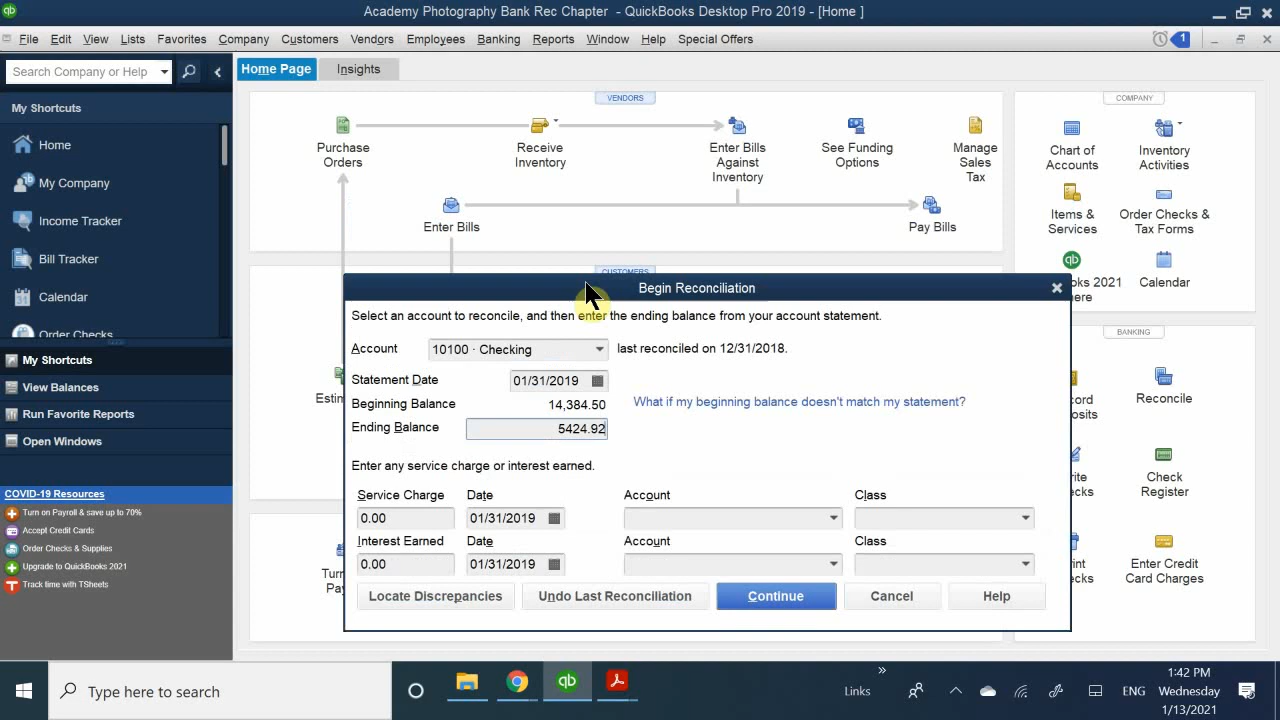 Academy Photography Bank Rec Chapter - QuickBooks Desktop Pro 2019 - [Home ]
File Edit View Lists Favorites Company Customers Vendors Employees Banking Reports Window Help Special Offers
1
Search Company or Help
Home Page Insights
My Shortcuts
Home
My Company
Income Tracker
Bill Tracker
Calendar
Order Checks
My Shortcuts
View Balances
Run Favorite Reports
Open Windows
COVID-19 Resources
Turn on Payroll & save up to 70%
Accept Credit Cards
Order Checks & Supplies
Upgrade to QuickBooks 2021
Track time with TSheets
VENDORS
Purchase
Orders
Receive
Inventory
Enter Bills
Against
Inventory
See Funding
Options
Manage
Sales
Tax
Enter Bills
Pay Bills
CUSTOMERS
COMPANY
Chart of
Accounts
Inventory
Activities
Items &
Services
Order Checks &
Tax Forms
oks 2021
here
Calendar
BANKING
Reconcile
Check
Register
Enter Credit
Card Charges
Begin Reconciliation
Select an account to reconcile, and then enter the ending balance from your account statement.
Account 10100 · Checking last reconciled on 12/31/2018.
Statement Date 01/31/2019
Beginning Balance 14,384.50
What if my beginning balance doesn't match my statement?
Ending Balance 5424.92
Enter any service charge or interest earned.
Service Charge Date Account Class
0.00 01/31/2019
Interest Earned Date Account Class
0.00 01/31/2019
Locate Discrepancies Undo Last Reconciliation Continue Cancel Help
Type here to search
Links
ENG
1:42 PM
Wednesday
1/13/2021